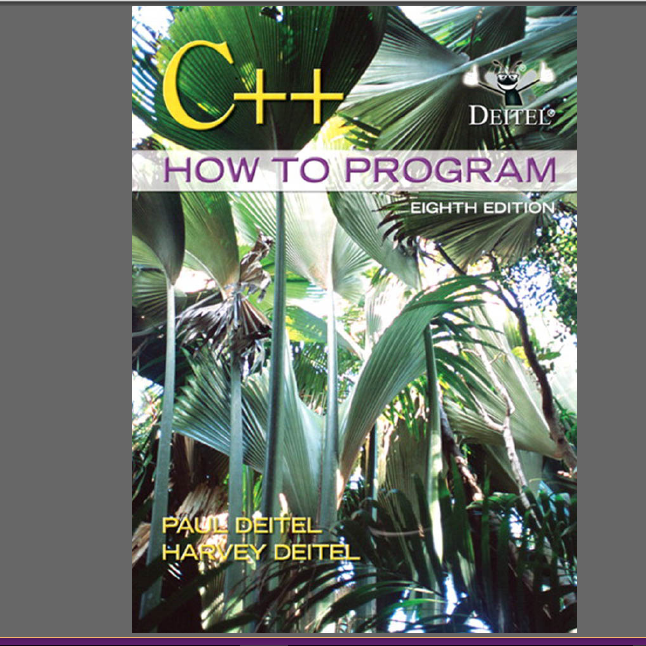 C++
DEITEL®
HOW TO PROGRAM
EIGHTH EDITION
PAUL DEITEL
HARVEY DEITEL